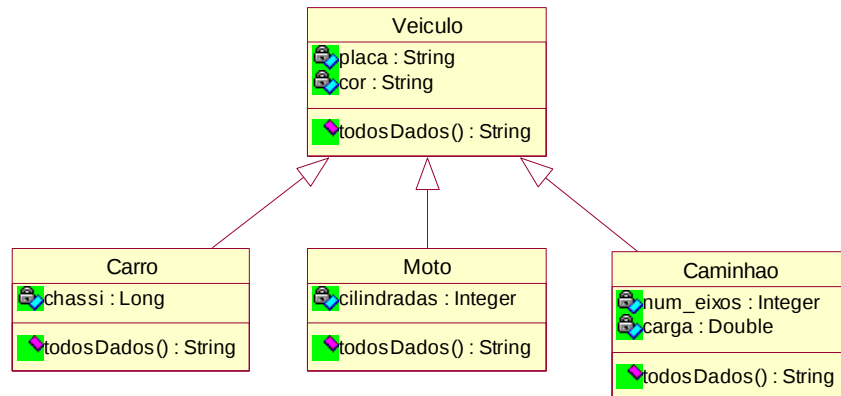 Veiculo
placa : String
cor : String
todosDados() : String
Carro
chassi : Long
todosDados() : String
Moto
cilindradas : Integer
todosDados() : String
Caminhao
num_eixos : Integer
carga : Double
todosDados() : String